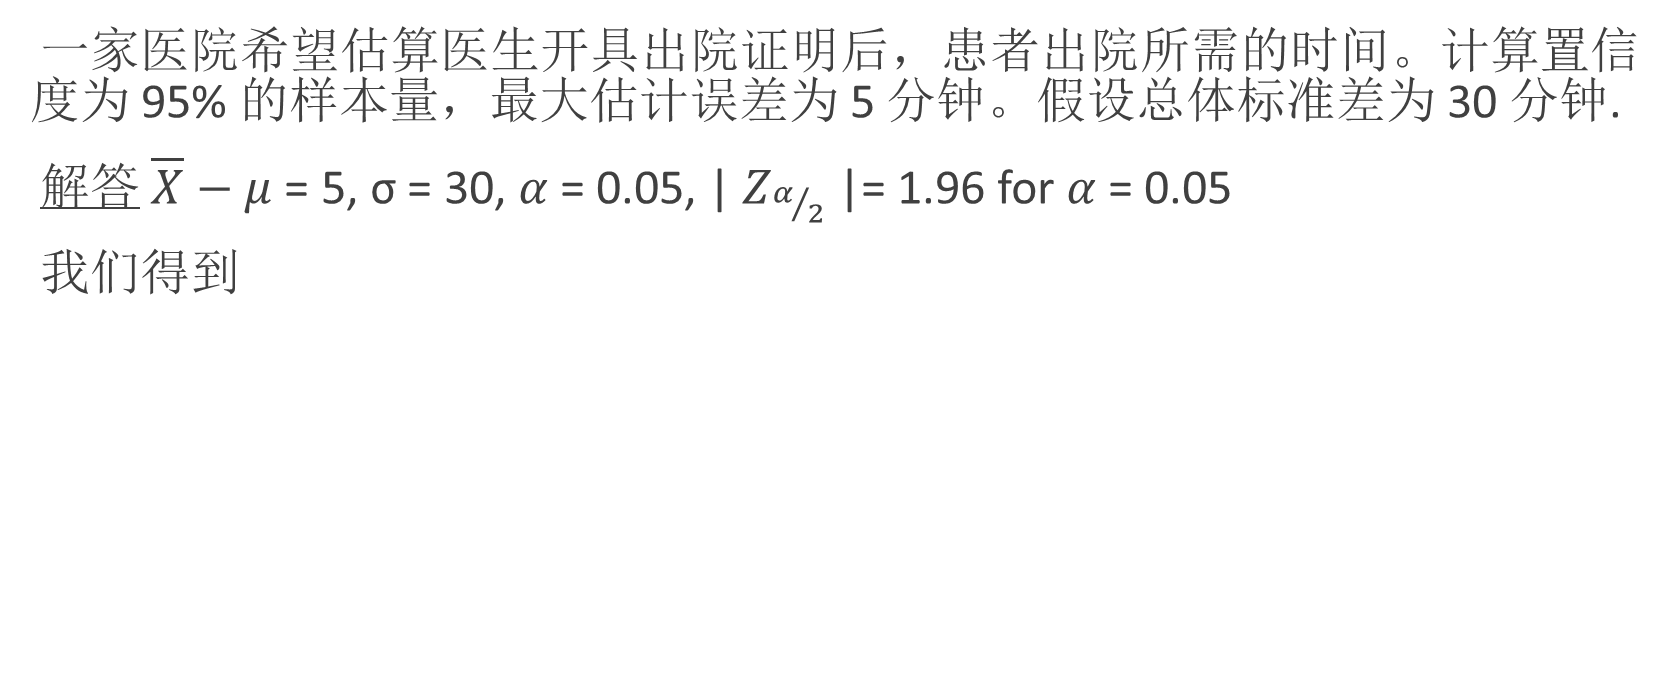 一家医院希望估算医生开具出院证明后，患者出院所需的时间。计算置信
度为 95% 的样本量，最大估计误差为 5 分钟。假设总体标准差为 30 分钟.
解答 X̅ − μ = 5, σ = 30, α = 0.05, | Z α/2 |= 1.96 for α = 0.05
我们得到